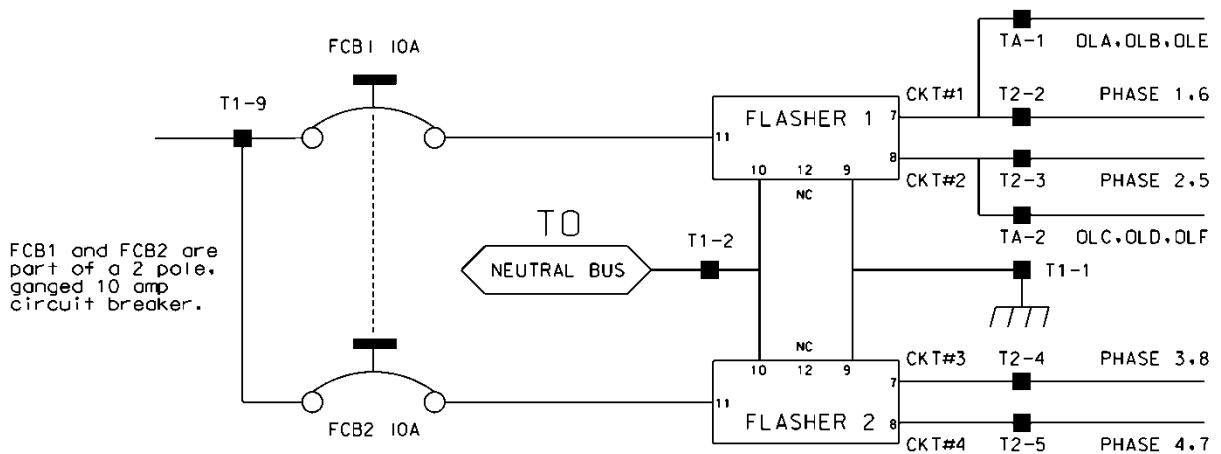 TA-1 OLA.OLB.OLE
FCB1 10A
T1-9
CKT#1 T2-2 PHASE 1.6
7
FLASHER 1
11
8
10 12 9
NC
CKT#2 T2-3 PHASE 2.5
TA-2 OLC.OLD.OLF
TO
T1-2
NEUTRAL BUS
T1-1
FCB1 and FCB2 are
part of a 2 pole.
ganged 10 amp
circuit breaker.
NC
10 12 9
CKT#3 T2-4 PHASE 3.8
7
11
FLASHER 2
8
FCB2 10A
CKT#4 T2-5 PHASE 4.7